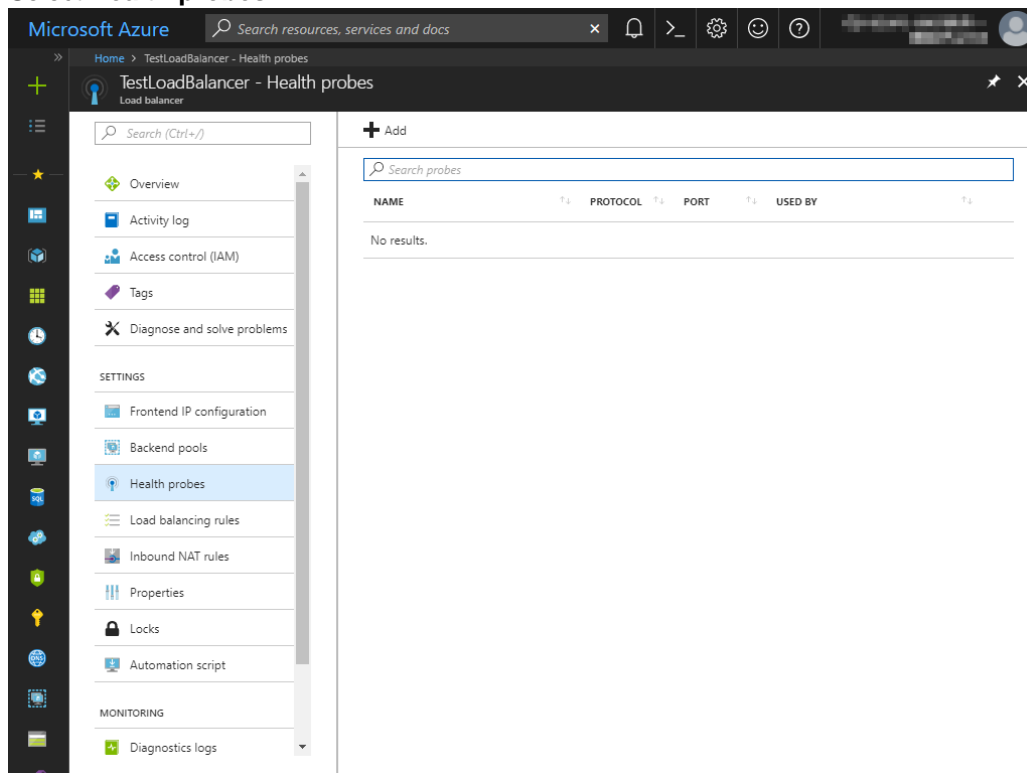 Microsoft Azure
Search resources, services and docs
Home > TestLoadBalancer - Health probes
TestLoadBalancer - Health probes
Load balancer
Search (Ctrl+/)
Overview
Activity log
Access control (IAM)
Tags
Diagnose and solve problems
SETTINGS
Frontend IP configuration
Backend pools
Health probes
Load balancing rules
Inbound NAT rules
Properties
Locks
Automation script
MONITORING
Diagnostics logs
Add
Search probes
NAME PROTOCOL PORT USED BY
No results.
SQL
DNS